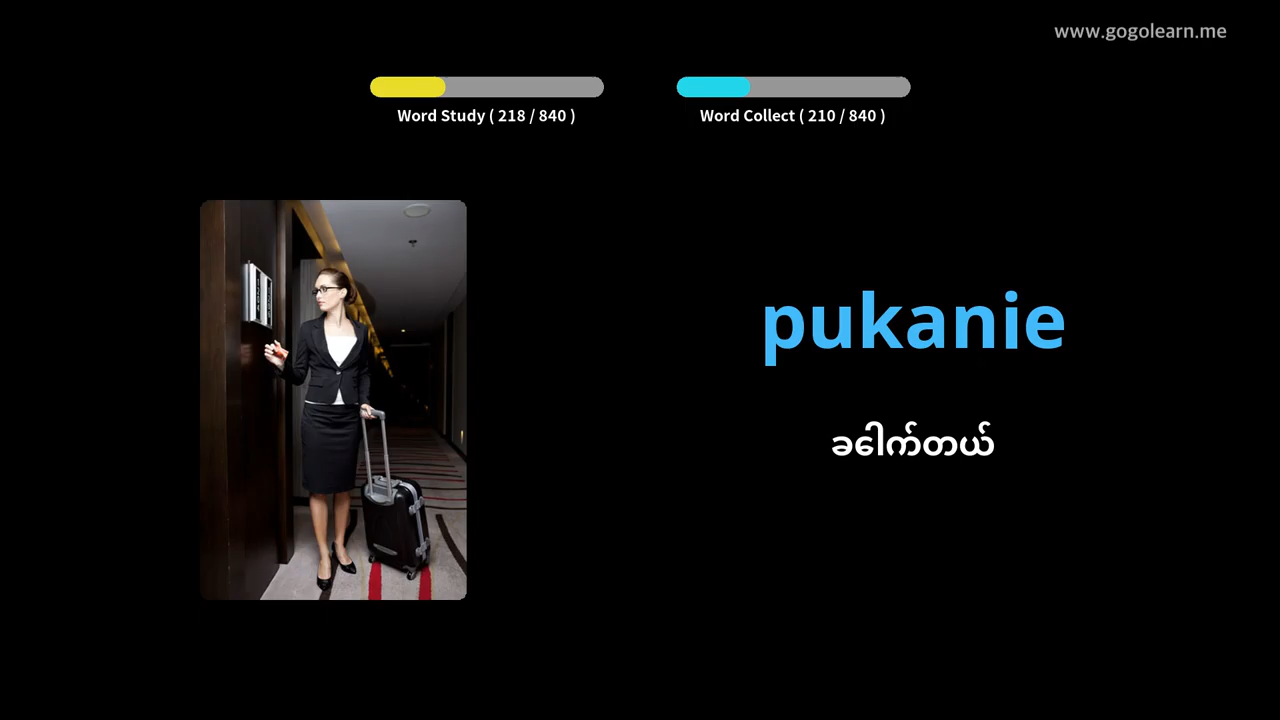 www.gogolearn.me
Word Study ( 218 / 840 )
Word Collect ( 210 / 840 )
pukanie
ခေါက်တယ်